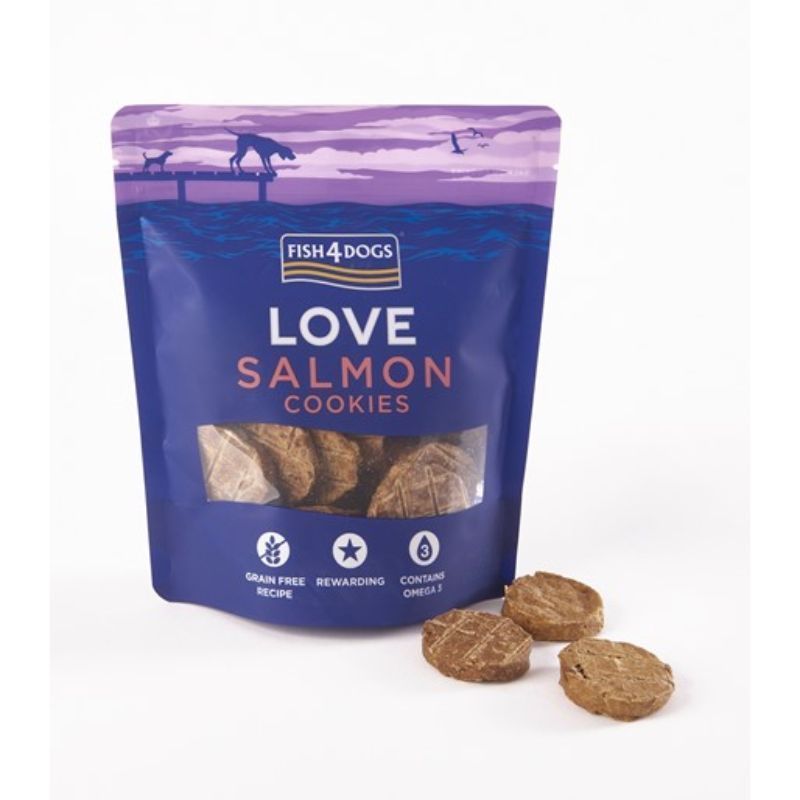 FISH4DOGS
LOVE
SALMON
COOKIES
3
GRAIN FREE
RECIPE
REWARDING
CONTAINS
OMEGA 3